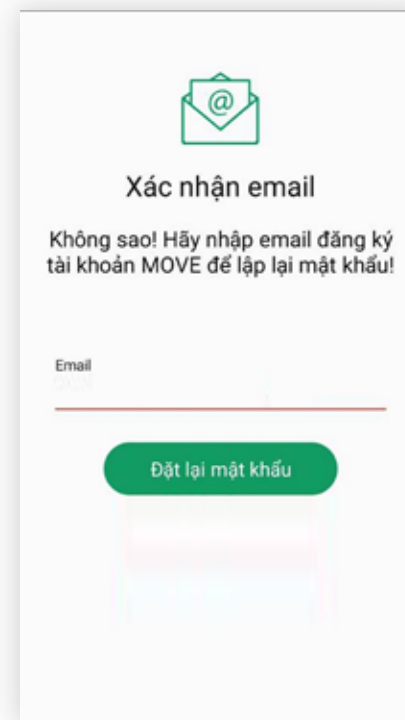 @
Xác nhận email
Không sao! Hãy nhập email đăng ký
tài khoản MOVE để lập lại mật khẩu!
Email
Đặt lại mật khẩu